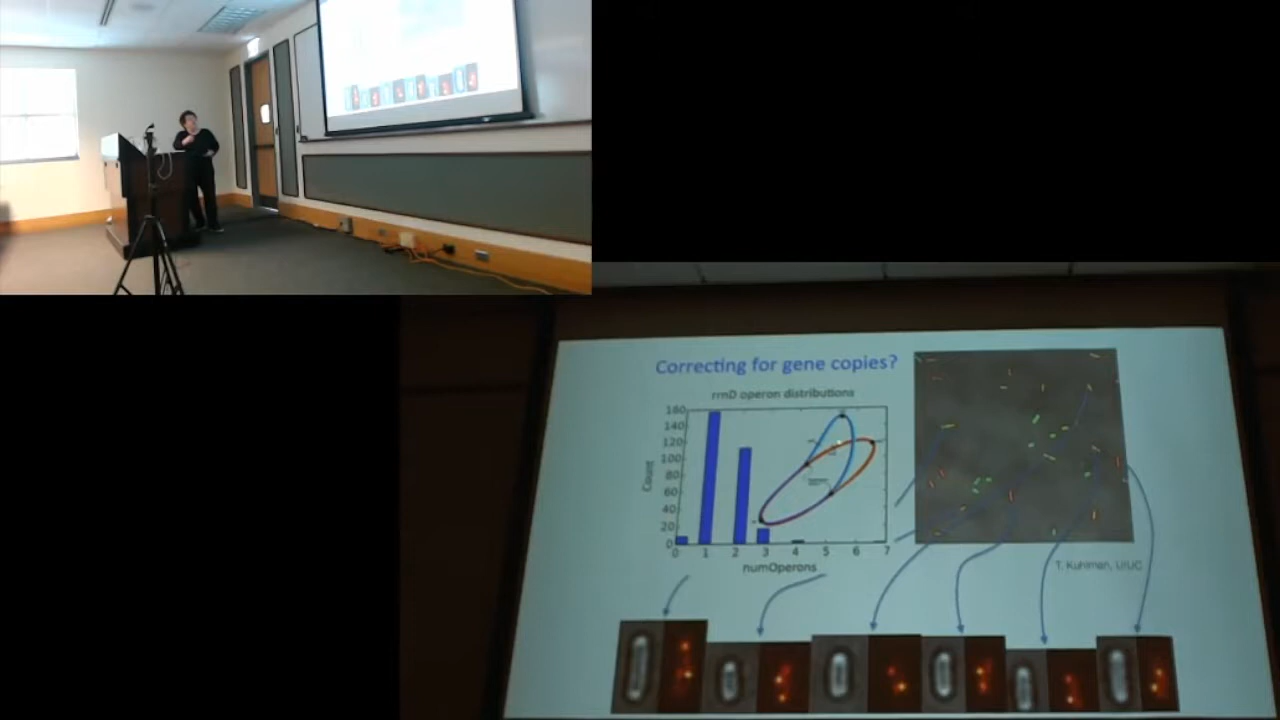 Correcting for gene copies?
rrnD operon distributions
160
140
120
100
80
60
40
20
0
Count
0 1 2 3 4 5 6 7
numOperons
T. Kuhlman, UIUC